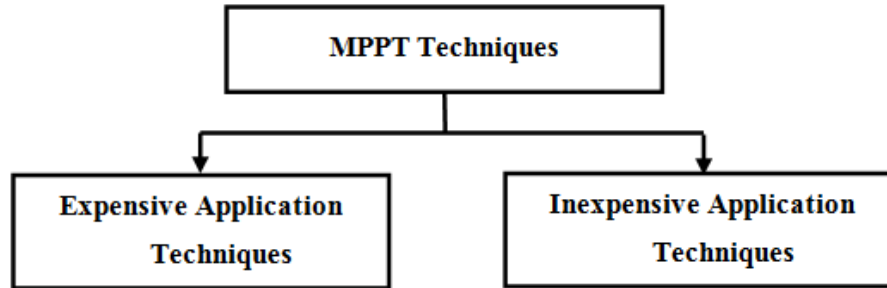 MPPT Techniques
Expensive Application
Techniques
Inexpensive Application
Techniques